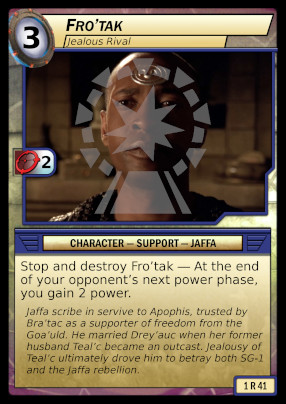 3
Fro'tak
Jealous Rival
2
CHARACTER — SUPPORT — JAFFA
Stop and destroy Fro'tak — At the end
of your opponent's next power phase,
you gain 2 power.
Jaffa scribe in servive to Apophis, trusted by
Bra'tac as a supporter of freedom from the
Goa'uld. He married Drey'auc when her former
husband Teal'c became an outcast. Jealousy of
Teal'c ultimately drove him to betray both SG-1
and the Jaffa rebellion.
1 R 41